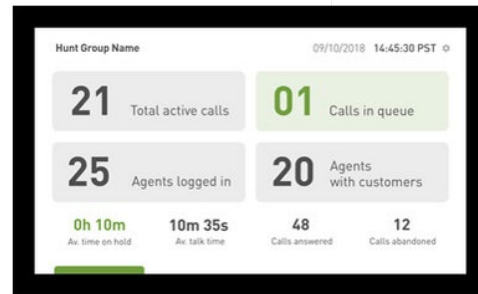 Hunt Group Name
09/10/2018 14:45:30 PST
21 Total active calls
01 Calls in queue
25 Agents logged in
20 Agents
with customers
0h 10m
Av. time on hold
10m 35s
Av. talk time
48
Calls answered
12
Calls abandoned